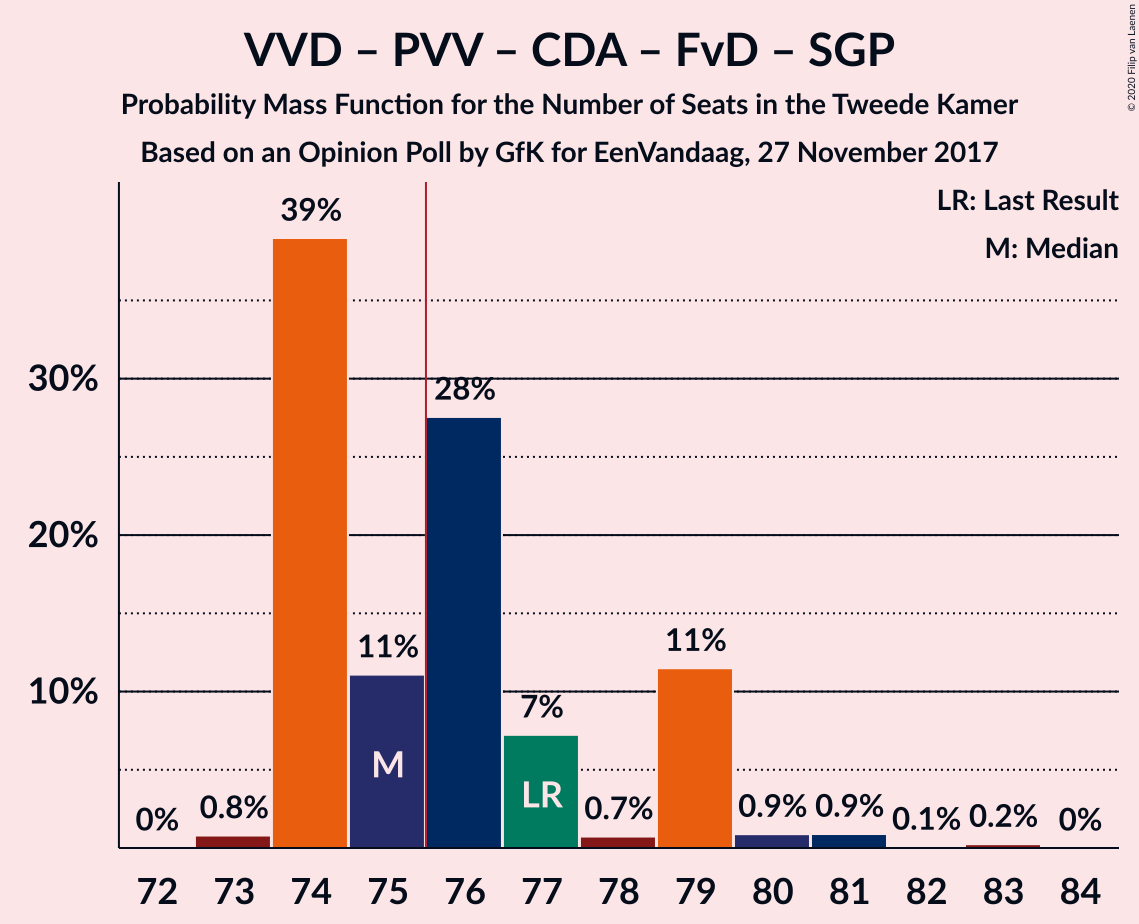 VVD – PVV – CDA – FvD – SGP
Probability Mass Function for the Number of Seats in the Tweede Kamer
Based on an Opinion Poll by GfK for EenVandaag, 27 November 2017
© 2020 Filip van Laenen
LR: Last Result
M: Median
30%
20%
10%
0%
0.8%
39%
11%
28%
7%
0.7%
11%
0.9%
0.9%
0.1%
0.2%
0%
M
LR
72 73 74 75 76 77 78 79 80 81 82 83 84